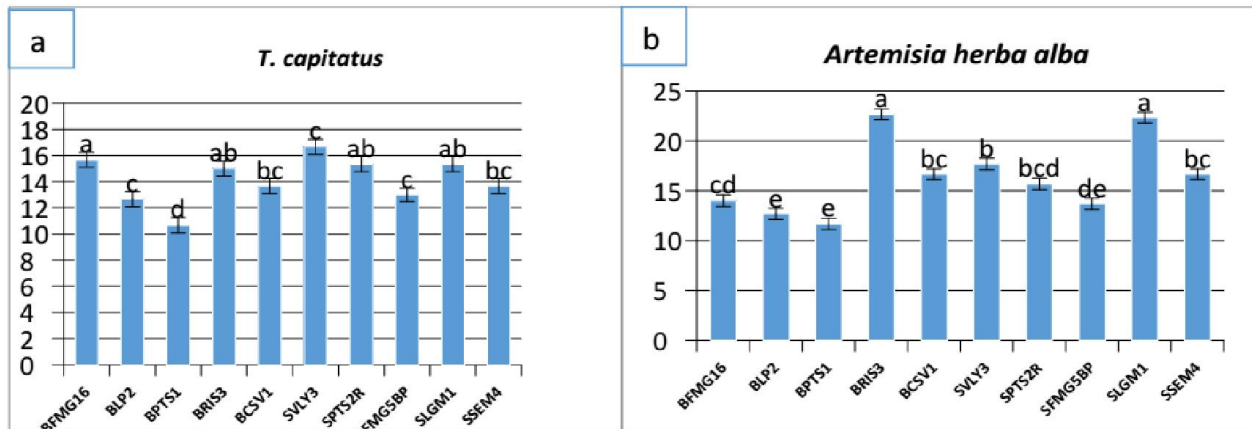 a
T. capitatus
20
18
16
14
12
10
8
6
4
2
0
a
c
d
ab
bc
c
ab
c
ab
bc
BFMG16
BLP2
BPTS1
BRIS3
BCSV1
SVLY3
SPTS2R
FMG5BP
SLGM1
SSEM4
b
Artemisia herba alba
25
20
15
10
5
0
cd
e
e
a
bc
b
bcd
de
a
bc
BFMG16
BLP2
BPTS1
BRIS3
BCSV1
SVLY3
SPTS2R
SFMG5BP
SLGM1
SSEM4